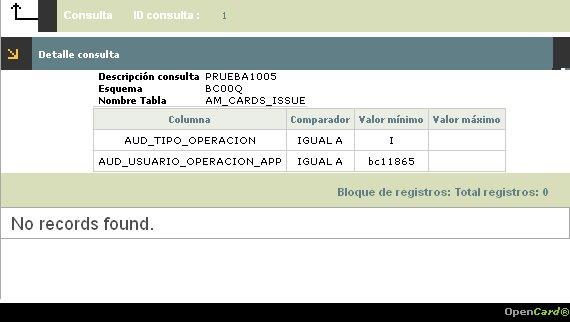 Consulta ID consulta : 1
Detalle consulta
Descripción consulta PRUEBA1005
Esquema BC00Q
Nombre Tabla AM_CARDS_ISSUE
Columna Comparador Valor mínimo Valor máximo
AUD_TIPO_OPERACION IGUAL A I
AUD_USUARIO_OPERACION_APP IGUAL A bc11865
Bloque de registros: Total registros: 0
No records found.
OpenCard®